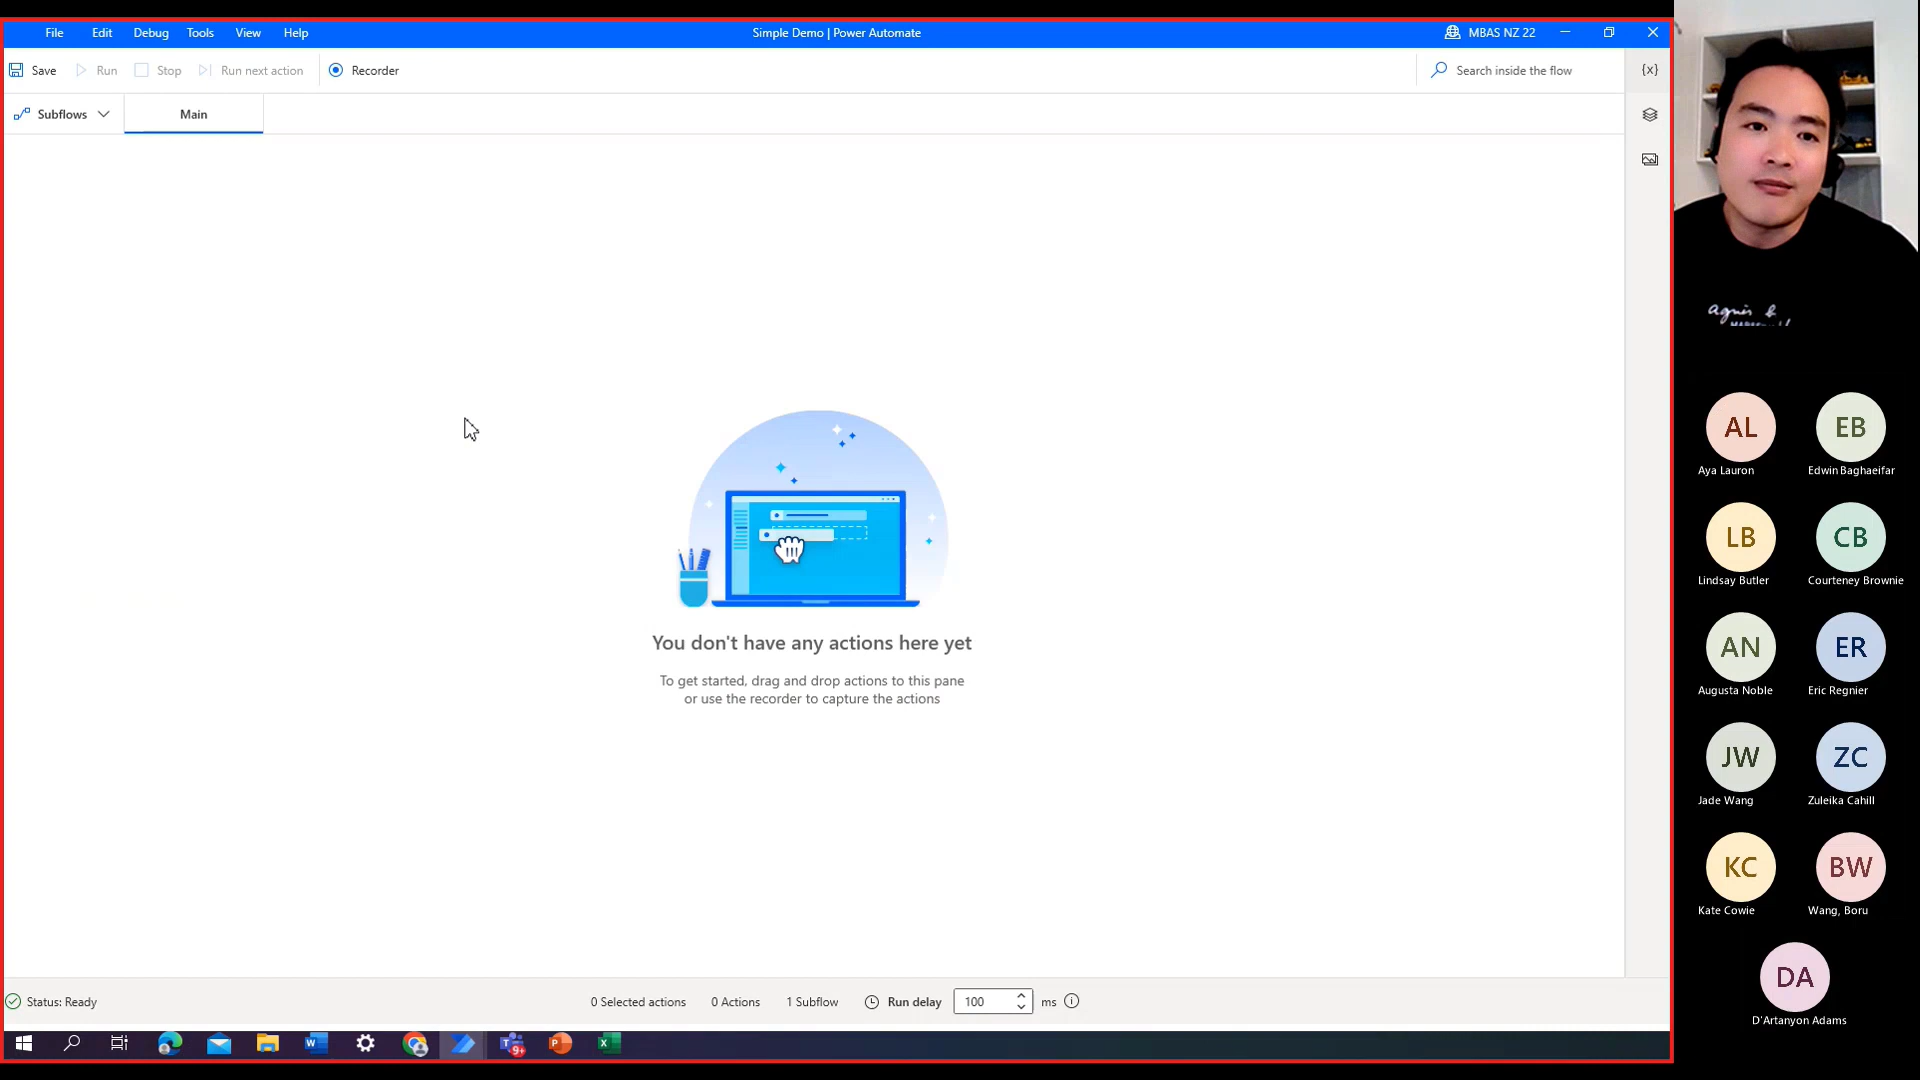 File Edit Debug Tools View Help
Simple Demo | Power Automate
MBAS NZ 22
Save Run Stop Run next action Recorder
Search inside the flow
{x}
Subflows Main
agnès b.
You don't have any actions here yet
To get started, drag and drop actions to this pane
or use the recorder to capture the actions
AL EB
Aya Lauron Edwin Baghaeifar
LB CB
Lindsay Butler Courteney Brownie
AN ER
Augusta Noble Eric Regnier
JW ZC
Jade Wang Zuleika Cahill
KC BW
Kate Cowie Wang, Boru
DA
D'Artanyon Adams
Status: Ready 0 Selected actions 0 Actions 1 Subflow Run delay 100 ms
W T 9+ P X